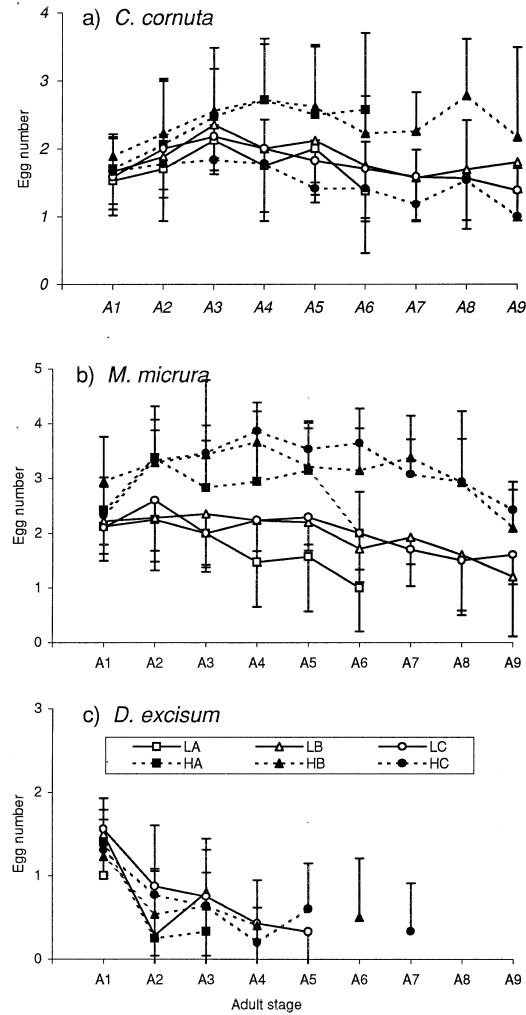 a) C. cornuta
4
3
2
1
0
Egg number
A1 A2 A3 A4 A5 A6 A7 A8 A9
b) M. micrura
5
4
3
2
1
0
Egg number
A1 A2 A3 A4 A5 A6 A7 A8 A9
c) D. excisum
3
2
1
0
Egg number
LA LB LC
HA HB HC
A1 A2 A3 A4 A5 A6 A7 A8 A9
Adult stage